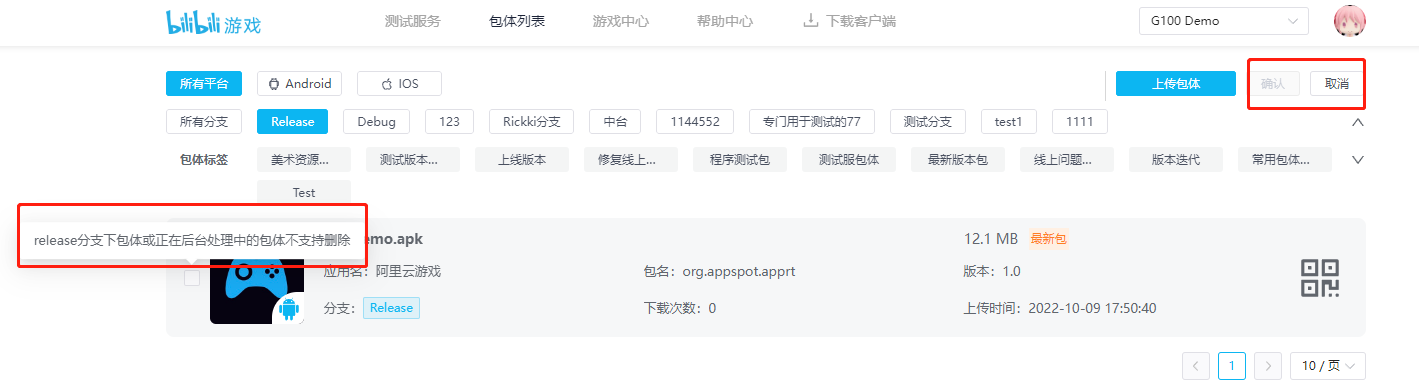 bilibili 游戏 测试服务 包体列表 游戏中心 帮助中心 下载客户端 G100 Demo
所有平台 Android IOS 上传包体 确认 取消
所有分支 Release Debug 123 Rickki分支 中台 1144552 专门用于测试的77 测试分支 test1 1111
包体标签 美术资源... 测试版本... 上线版本 修复线上... 程序测试包 测试服包体 最新版本包 线上问题... 版本迭代 常用包体...
Test
release分支下包体或正在后台处理中的包体不支持删除
emo.apk 12.1 MB 最新包
应用名：阿里云游戏 包名：org.appspot.apprt 版本：1.0
分支：Release 下载次数：0 上传时间：2022-10-09 17:50:40
1 10 / 页